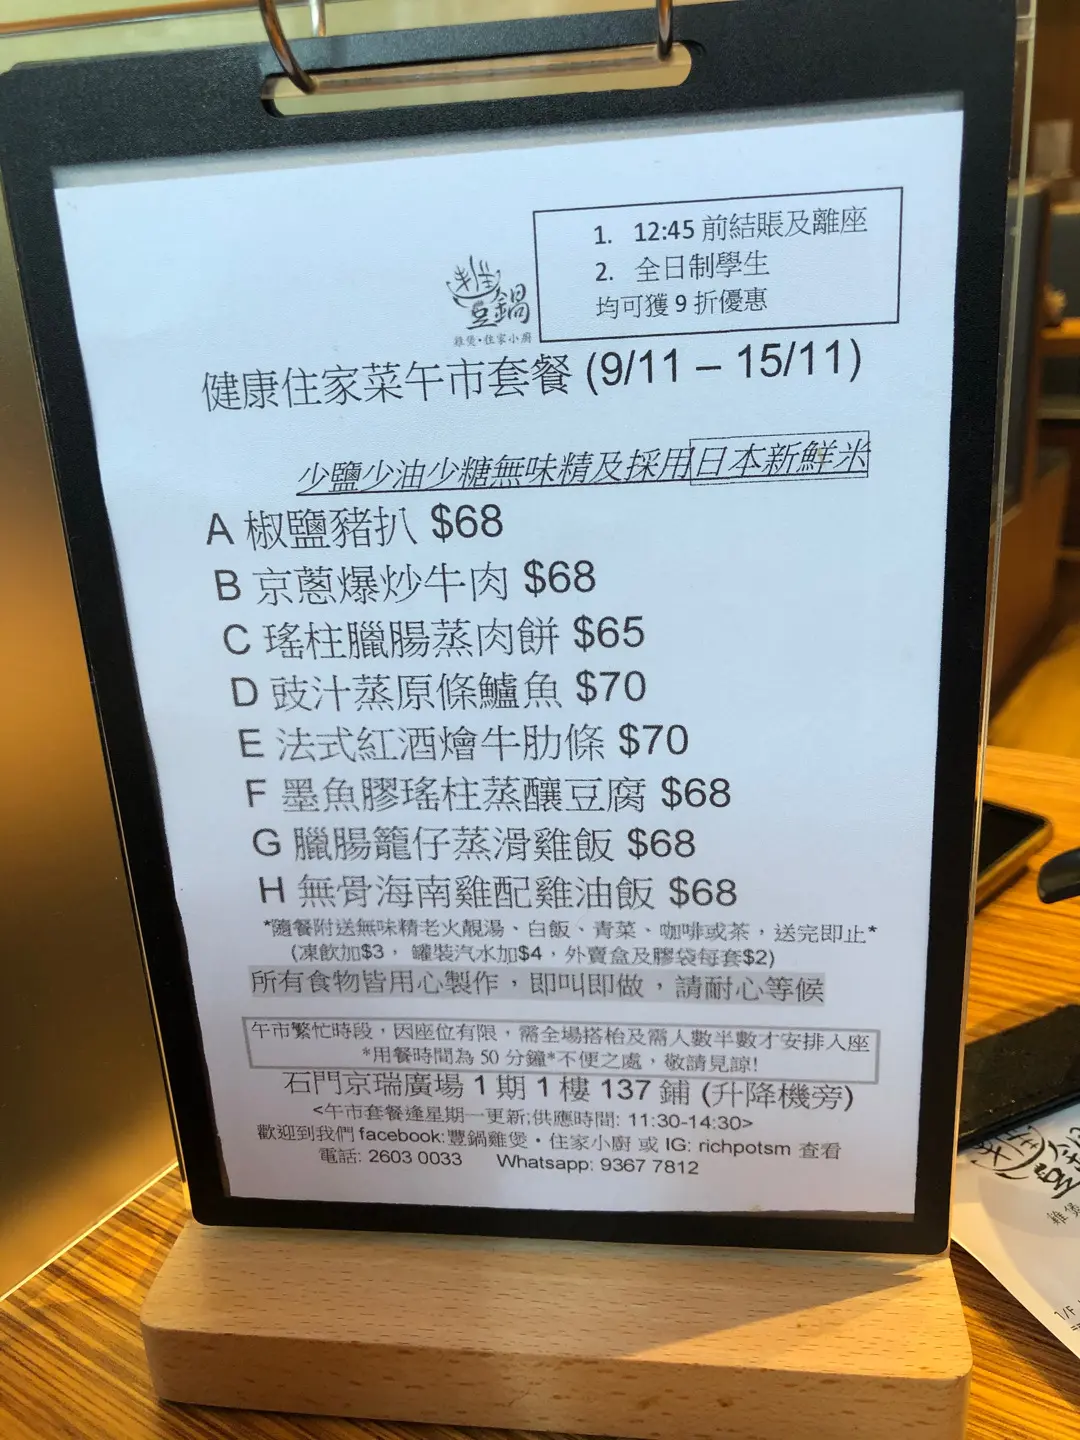 1. 12:45 前結賬及離座
2. 全日制學生
均可獲 9 折優惠
豐鍋
雞煲•住家小廚
健康住家菜午市套餐 (9/11 – 15/11)
少鹽少油少糖無味精及採用日本新鮮米
A 椒鹽豬扒 $68
B 京蔥爆炒牛肉 $68
C 瑤柱臘腸蒸肉餅 $65
D 豉汁蒸原條鱸魚 $70
E 法式紅酒燴牛肋條 $70
F 墨魚膠瑤柱蒸釀豆腐 $68
G 臘腸籠仔蒸滑雞飯 $68
H 無骨海南雞配雞油飯 $68
*隨餐附送無味精老火靚湯、白飯、青菜、咖啡或茶，送完即止*
(凍飲加$3， 罐裝汽水加$4，外賣盒及膠袋每套$2)
所有食物皆用心製作，即叫即做，請耐心等候
午市繁忙時段，因座位有限，需全場搭枱及需人數半數才安排入座
*用餐時間為 50 分鐘*不便之處，敬請見諒!
石門京瑞廣場 1 期 1 樓 137 鋪 (升降機旁)
<午市套餐逢星期一更新;供應時間: 11:30-14:30>
歡迎到我們 facebook:豐鍋雞煲•住家小廚 或 IG: richpotsm 查看
電話: 2603 0033 Whatsapp: 9367 7812
雞煲
1/F